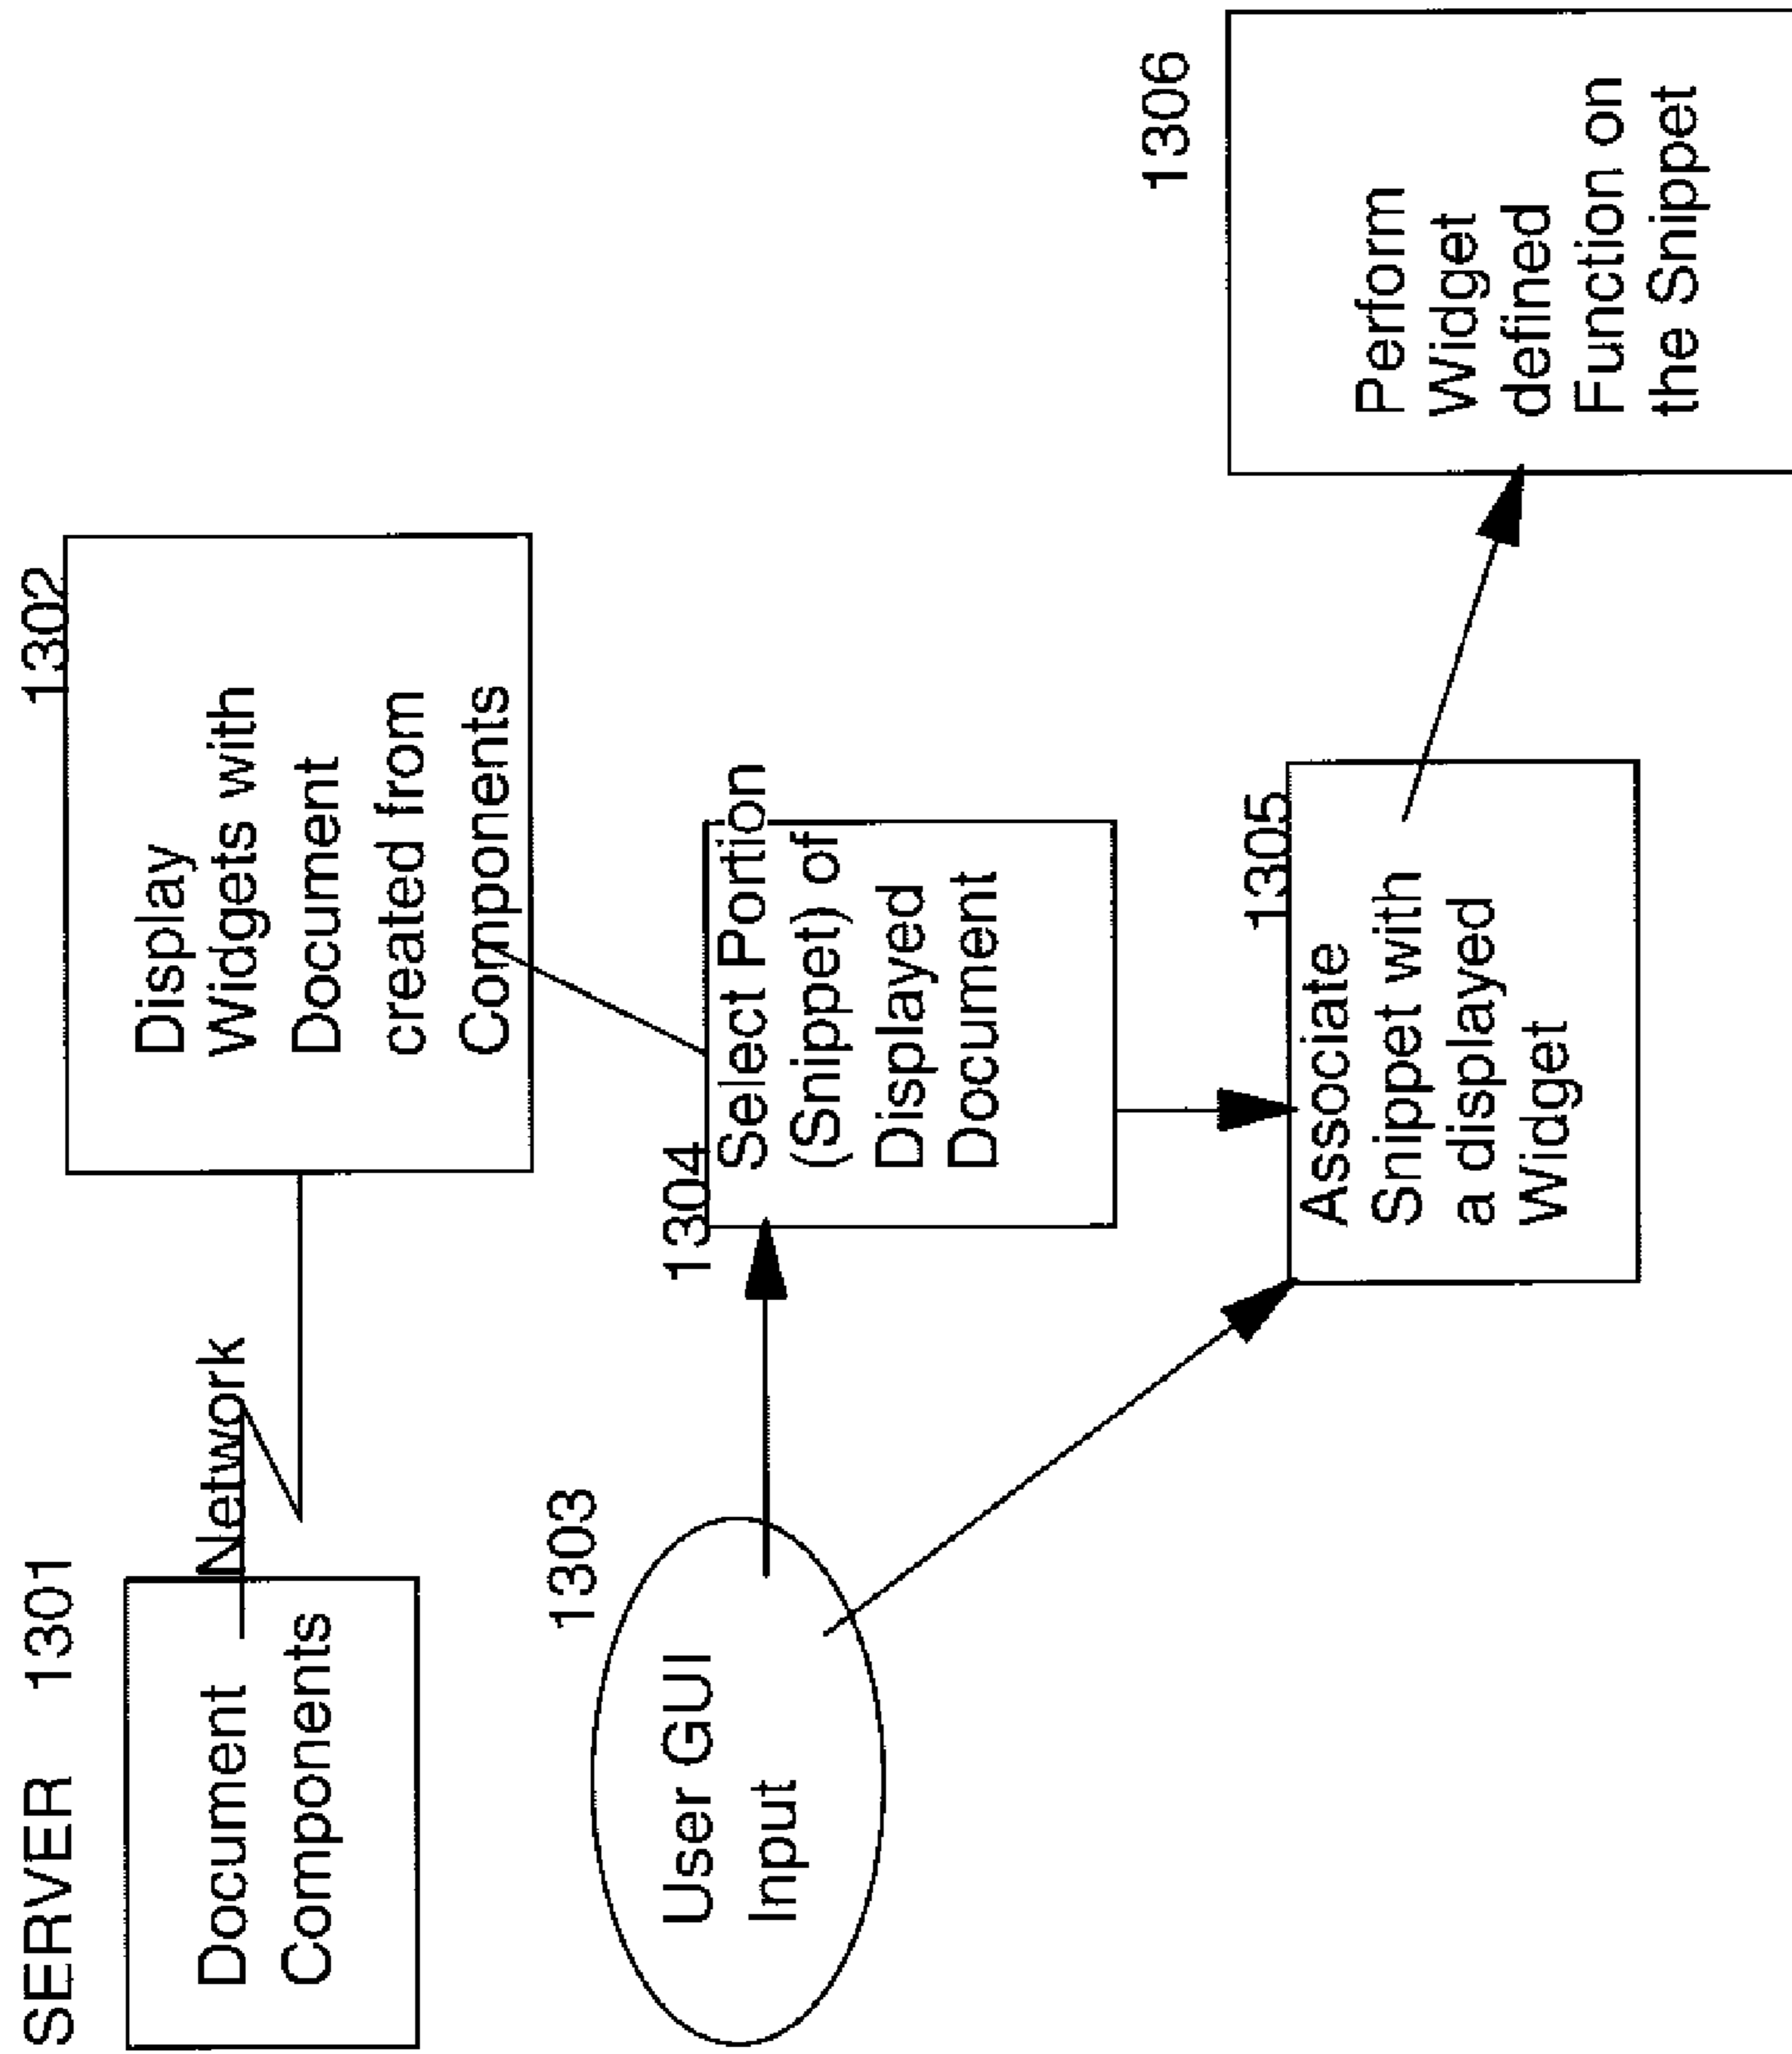 SERVER 1301
Document
Components
Network
1302
Display
Widgets with
Document
created from
Components
1303
User GUI
Input
1304
Select Portion
(Snippet) of
Displayed
Document
1305
Associate
Snippet with
a displayed
Widget
1306
Perform
Widget
defined
Function on
the Snippet